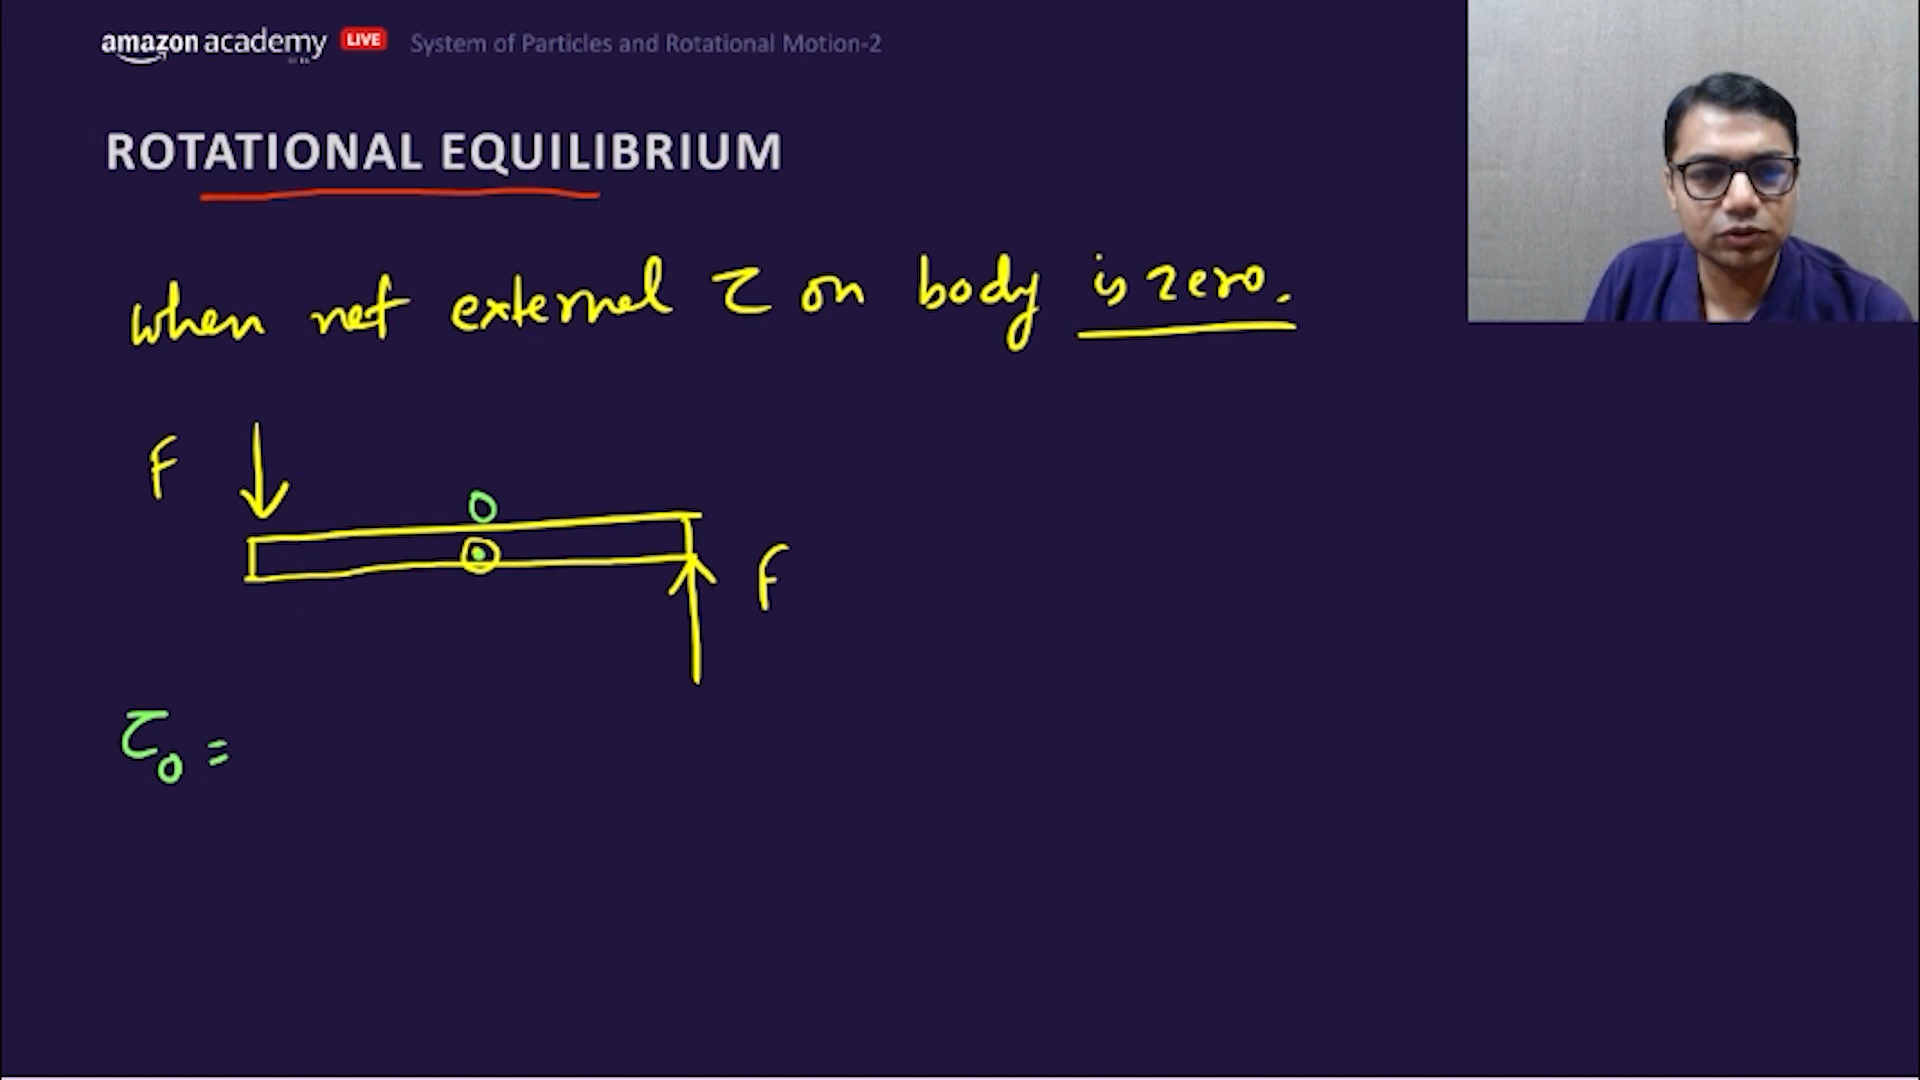 amazon academy LIVE System of Particles and Rotational Motion-2
ROTATIONAL EQUILIBRIUM
when net external τ on body is zero.
F
O
F
τ₀ =